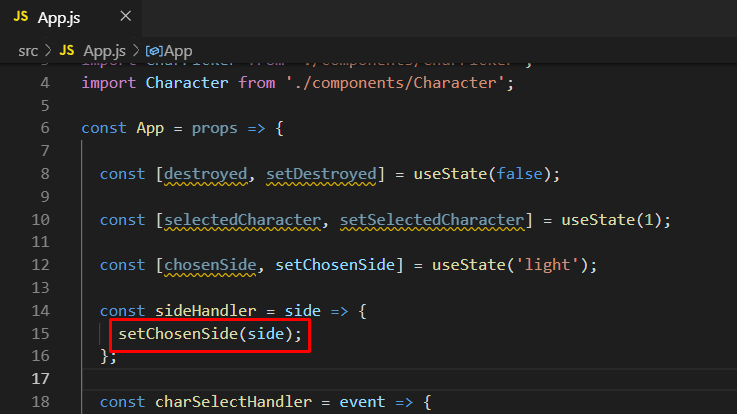 JS App.js ×
src > JS App.js > App
3 import CharPicker from './components/CharPicker';
4 import Character from './components/Character';
5
6 const App = props => {
7
8 const [destroyed, setDestroyed] = useState(false);
9
10 const [selectedCharacter, setSelectedCharacter] = useState(1);
11
12 const [chosenSide, setChosenSide] = useState('light');
13
14 const sideHandler = side => {
15 setChosenSide(side);
16 };
17
18 const charSelectHandler = event => {